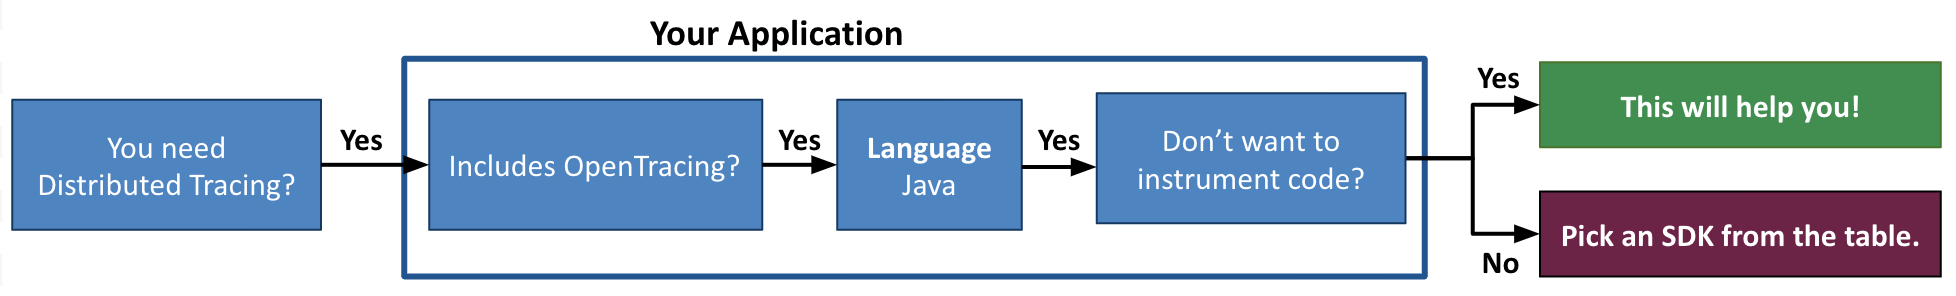 Your Application
You need
Distributed Tracing?
Yes
Includes OpenTracing?
Yes
Language
Java
Yes
Don’t want to
instrument code?
Yes
This will help you!
No
Pick an SDK from the table.